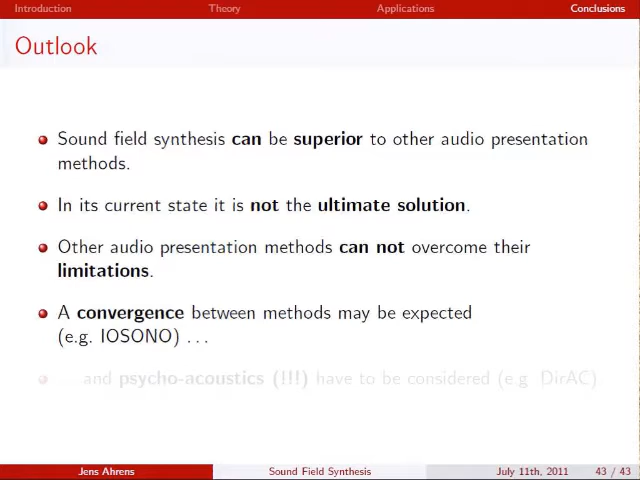 Introduction Theory Applications Conclusions
Outlook
Sound field synthesis can be superior to other audio presentation
methods.
In its current state it is not the ultimate solution.
Other audio presentation methods can not overcome their
limitations.
A convergence between methods may be expected
(e.g. IOSONO) ...
... and psycho-acoustics (!!!) have to be considered (e.g. DirAC)
Jens Ahrens Sound Field Synthesis July 11th, 2011 43 / 43